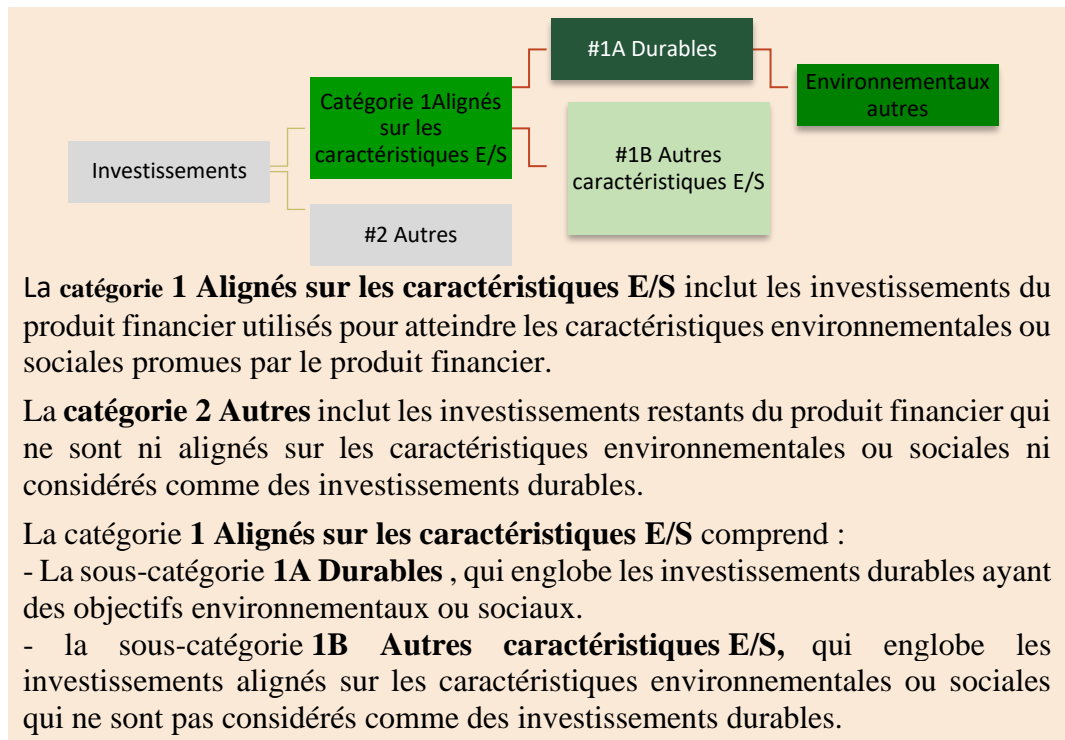 #1A Durables
Environnementaux
autres
Catégorie 1Alignés
sur les
caractéristiques E/S
#1B Autres
caractéristiques E/S
Investissements
#2 Autres
La catégorie 1 Alignés sur les caractéristiques E/S inclut les investissements du
produit financier utilisés pour atteindre les caractéristiques environnementales ou
sociales promues par le produit financier.
La catégorie 2 Autres inclut les investissements restants du produit financier qui
ne sont ni alignés sur les caractéristiques environnementales ou sociales ni
considérés comme des investissements durables.
La catégorie 1 Alignés sur les caractéristiques E/S comprend :
- La sous-catégorie 1A Durables , qui englobe les investissements durables ayant
des objectifs environnementaux ou sociaux.
- la sous-catégorie 1B Autres caractéristiques E/S, qui englobe les
investissements alignés sur les caractéristiques environnementales ou sociales
qui ne sont pas considérés comme des investissements durables.